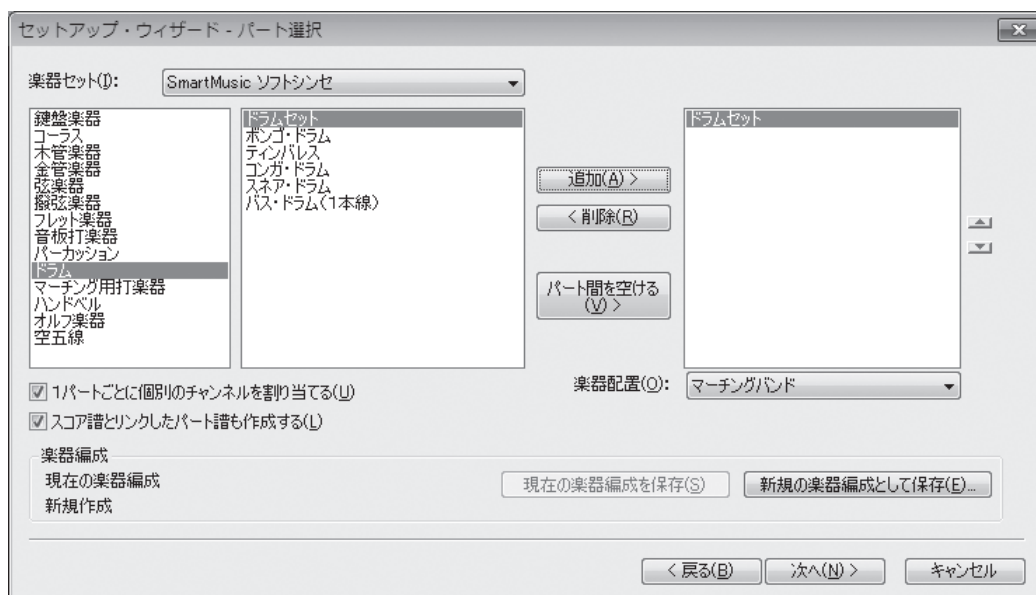 セットアップ・ウィザード - パート選択
楽器セット(I):
SmartMusic ソフトシンセ
鍵盤楽器
コーラス
木管楽器
金管楽器
弦楽器
撥弦楽器
フレット楽器
音板打楽器
パーカッション
ドラム
マーチング用打楽器
ハンドベル
オルフ楽器
空五線
ドラムセット
ボンゴ・ドラム
ティンバレス
コンガ・ドラム
スネア・ドラム
バス・ドラム(1本線)
追加(A) >
< 削除(R)
パート間を空ける
(V) >
ドラムセット
楽器配置(O):
マーチングバンド
1パートごとに個別のチャンネルを割り当てる(U)
スコア譜とリンクしたパート譜も作成する(L)
楽器編成
現在の楽器編成
新規作成
現在の楽器編成を保存(S)
新規の楽器編成として保存(E)...
< 戻る(B)
次へ(N) >
キャンセル